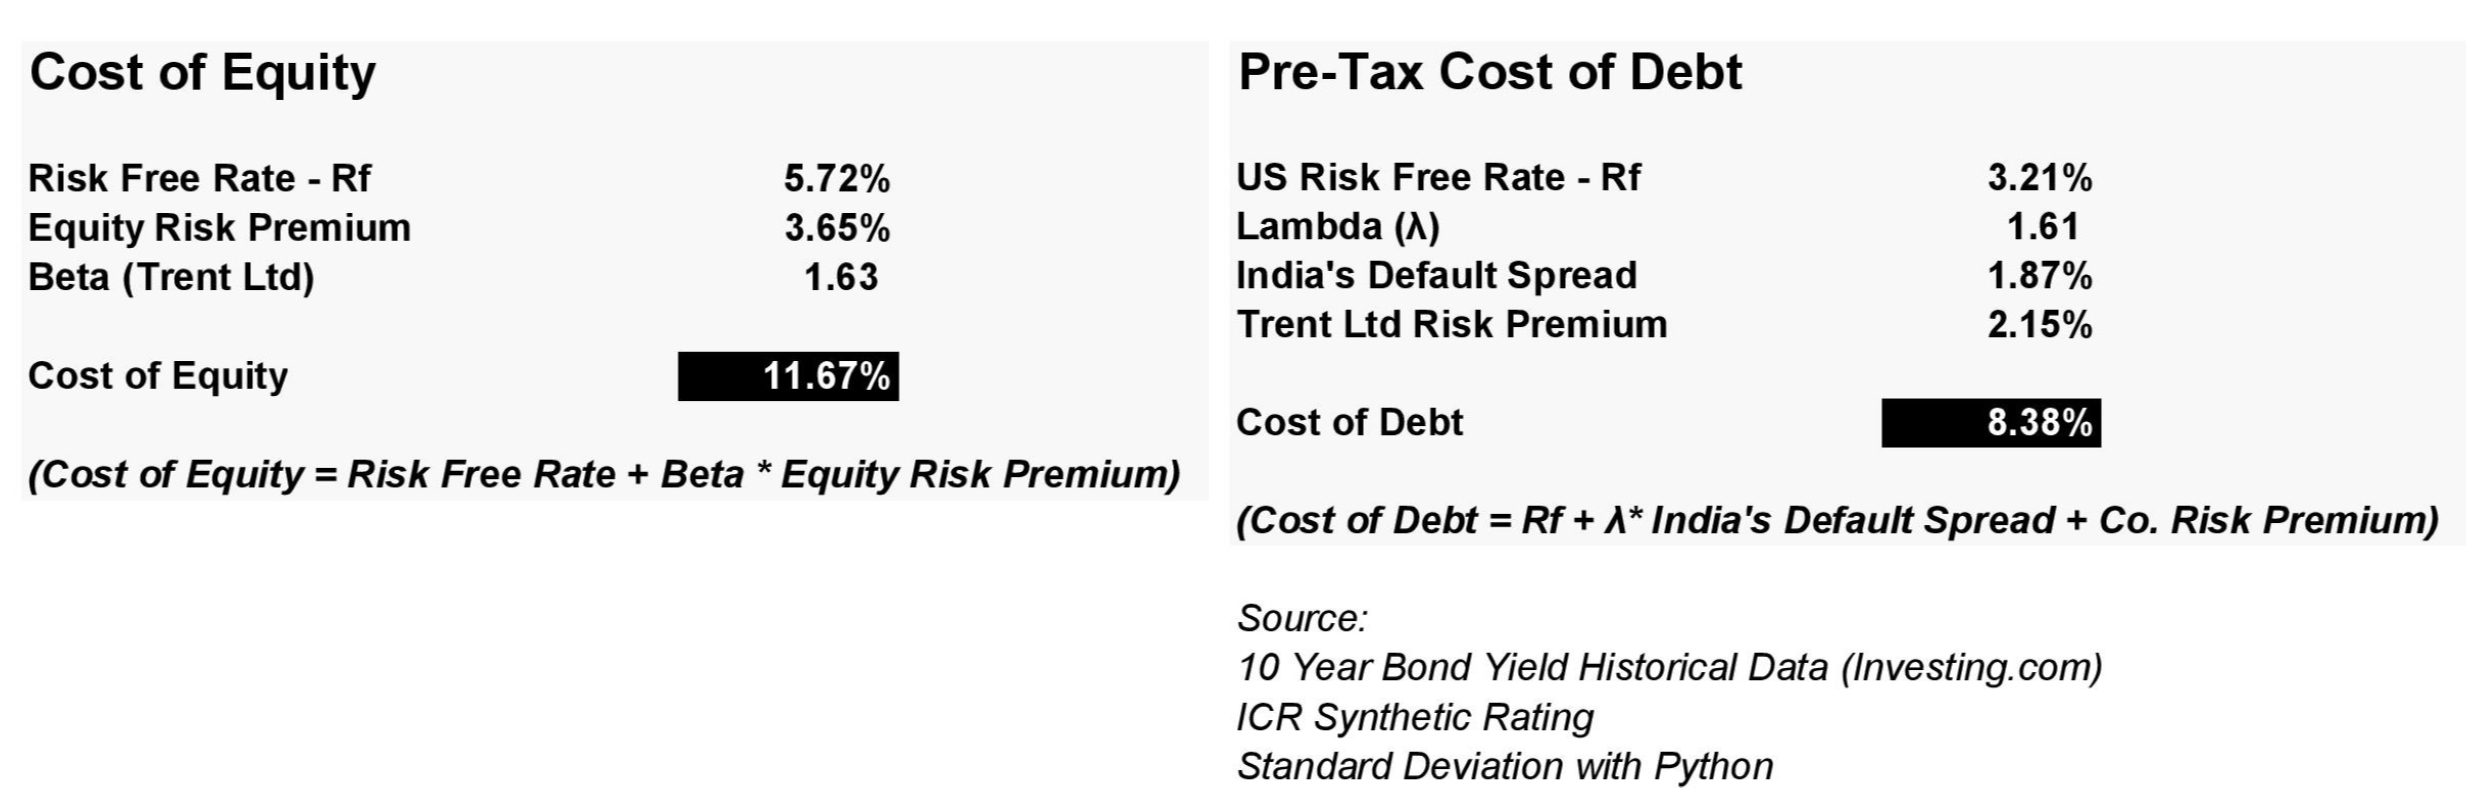 Cost of Equity
Risk Free Rate - Rf 5.72%
Equity Risk Premium 3.65%
Beta (Trent Ltd) 1.63
Cost of Equity 11.67%
(Cost of Equity = Risk Free Rate + Beta * Equity Risk Premium)
Pre-Tax Cost of Debt
US Risk Free Rate - Rf 3.21%
Lambda (λ) 1.61
India's Default Spread 1.87%
Trent Ltd Risk Premium 2.15%
Cost of Debt 8.38%
(Cost of Debt = Rf + λ* India's Default Spread + Co. Risk Premium)
Source:
10 Year Bond Yield Historical Data (Investing.com)
ICR Synthetic Rating
Standard Deviation with Python